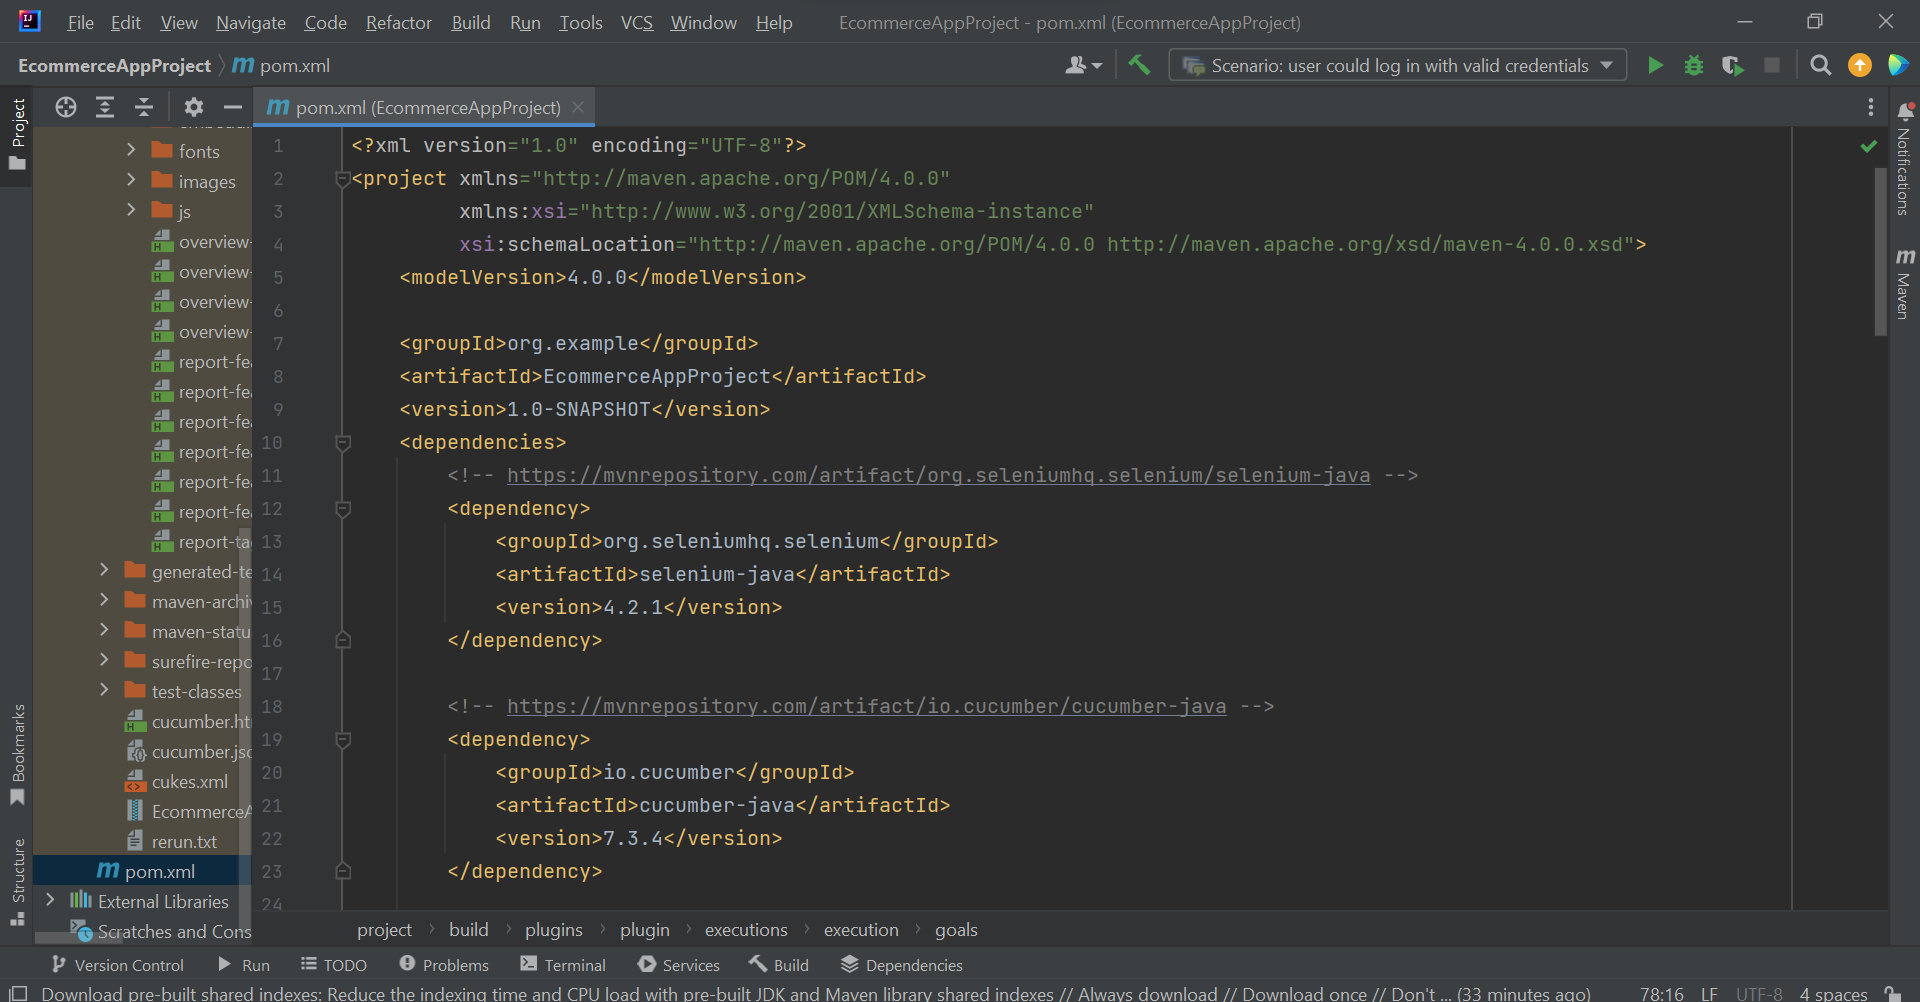 File Edit View Navigate Code Refactor Build Run Tools VCS Window Help EcommerceAppProject - pom.xml (EcommerceAppProject)
EcommerceAppProject pom.xml Scenario: user could log in with valid credentials
Project
pom.xml (EcommerceAppProject)
fonts
images
js
overview-
overview-
overview-
overview-
report-fea
report-fea
report-fea
report-fea
report-fea
report-fea
report-tag
generated-te
maven-archi
maven-statu
surefire-repo
test-classes
cucumber.ht
cucumber.jso
cukes.xml
EcommerceA
rerun.txt
pom.xml
External Libraries
Scratches and Cons
Bookmarks
Structure
1 <?xml version="1.0" encoding="UTF-8"?>
2 <project xmlns="http://maven.apache.org/POM/4.0.0"
3 xmlns:xsi="http://www.w3.org/2001/XMLSchema-instance"
4 xsi:schemaLocation="http://maven.apache.org/POM/4.0.0 http://maven.apache.org/xsd/maven-4.0.0.xsd">
5 <modelVersion>4.0.0</modelVersion>
6
7 <groupId>org.example</groupId>
8 <artifactId>EcommerceAppProject</artifactId>
9 <version>1.0-SNAPSHOT</version>
10 <dependencies>
11 <!-- https://mvnrepository.com/artifact/org.seleniumhq.selenium/selenium-java -->
12 <dependency>
13 <groupId>org.seleniumhq.selenium</groupId>
14 <artifactId>selenium-java</artifactId>
15 <version>4.2.1</version>
16 </dependency>
17
18 <!-- https://mvnrepository.com/artifact/io.cucumber/cucumber-java -->
19 <dependency>
20 <groupId>io.cucumber</groupId>
21 <artifactId>cucumber-java</artifactId>
22 <version>7.3.4</version>
23 </dependency>
24
Notifications
Maven
project › build › plugins › plugin › executions › execution › goals
Version Control Run TODO Problems Terminal Services Build Dependencies
Download pre-built shared indexes: Reduce the indexing time and CPU load with pre-built JDK and Maven library shared indexes // Always download // Download once // Don't ... (33 minutes ago) 78:16 LF UTF-8 4 spaces